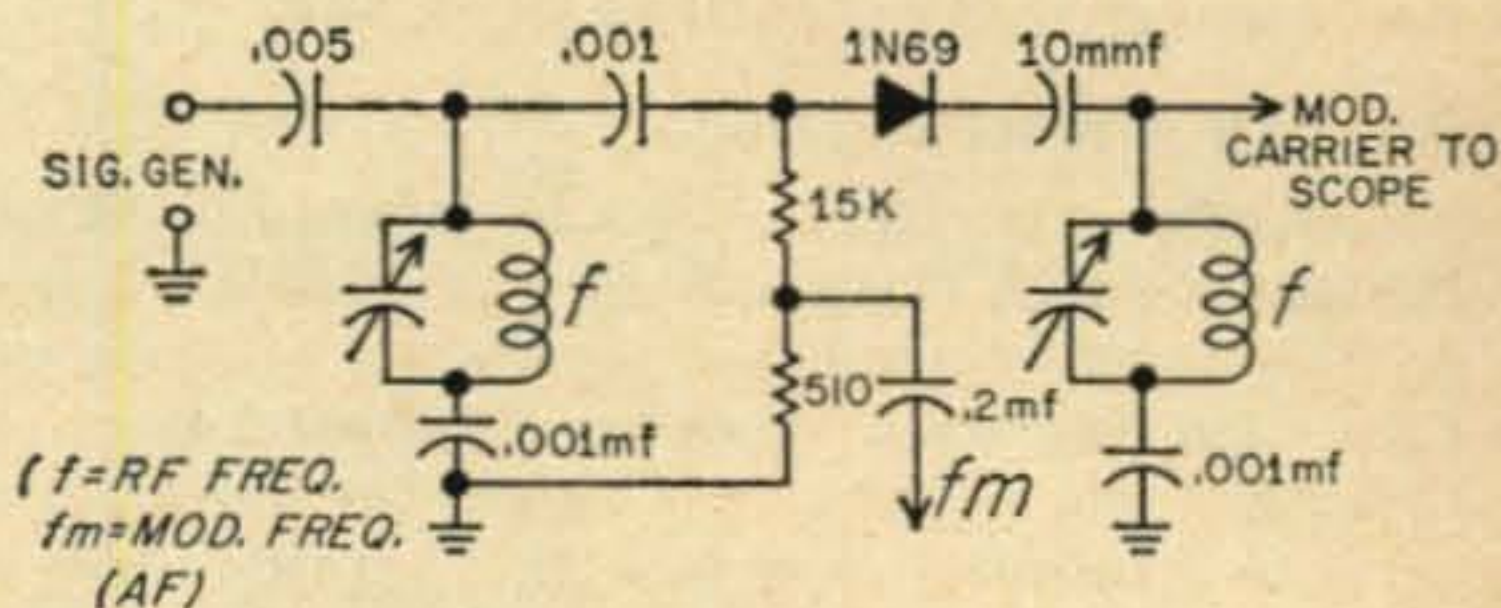 .005
.001
1N69
10mmf
SIG. GEN.
MOD.
CARRIER TO
SCOPE
15K
f
f
510
.2mf
.001mf
fm
.001mf
(f=RF FREQ.
fm=MOD. FREQ.
(AF)